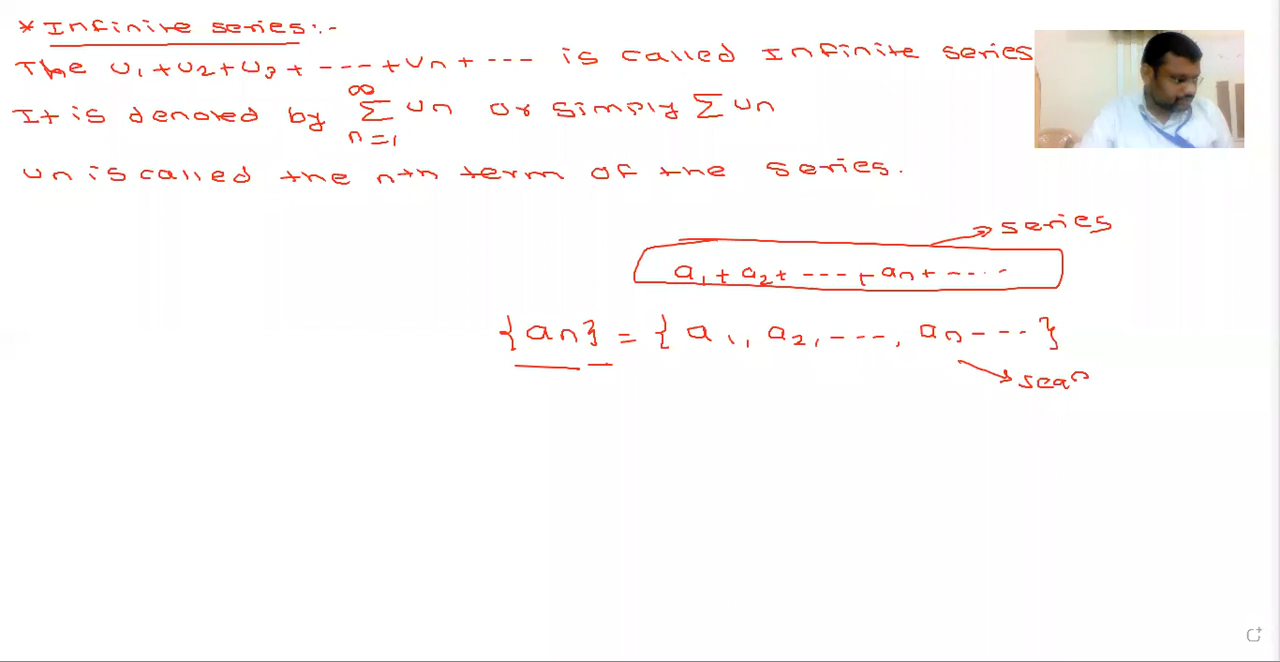 * Infinite series:-
The u1+u2+u3+----+un+--- is called Infinite series
It is denoted by ∞∑n=1 un or simply ∑un
un is called the nth term of the series.
series
a1+a2+---+an+-----
{an} = {a1, a2, ---, an---}
sea